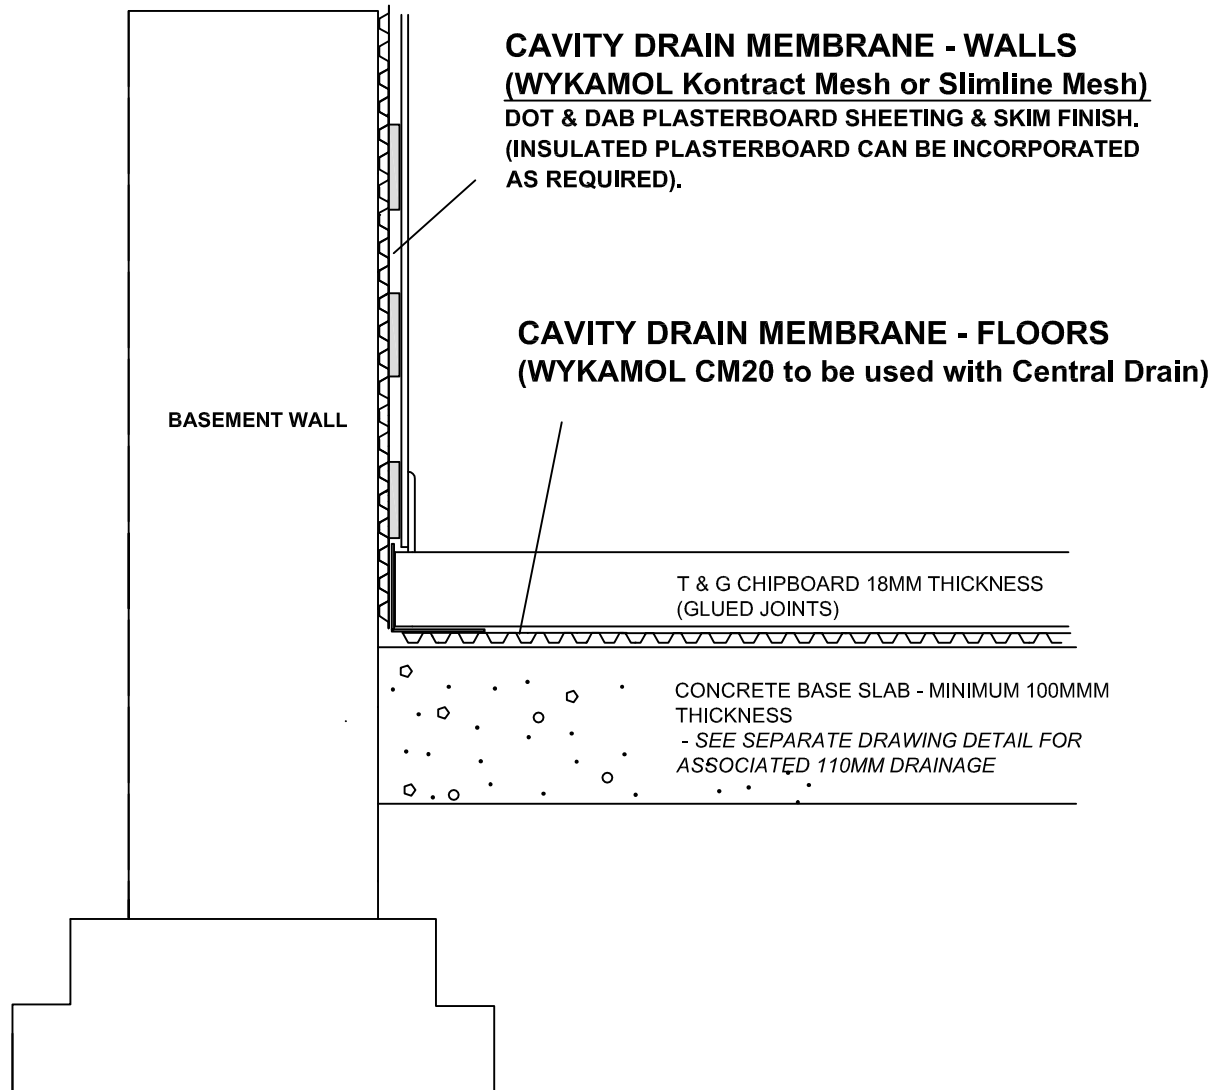 CAVITY DRAIN MEMBRANE - WALLS
(WYKAMOL Kontract Mesh or Slimline Mesh)
DOT & DAB PLASTERBOARD SHEETING & SKIM FINISH.
(INSULATED PLASTERBOARD CAN BE INCORPORATED
AS REQUIRED).
CAVITY DRAIN MEMBRANE - FLOORS
(WYKAMOL CM20 to be used with Central Drain)
BASEMENT WALL
T & G CHIPBOARD 18MM THICKNESS
(GLUED JOINTS)
CONCRETE BASE SLAB - MINIMUM 100MMM
THICKNESS
- SEE SEPARATE DRAWING DETAIL FOR
ASSOCIATED 110MM DRAINAGE